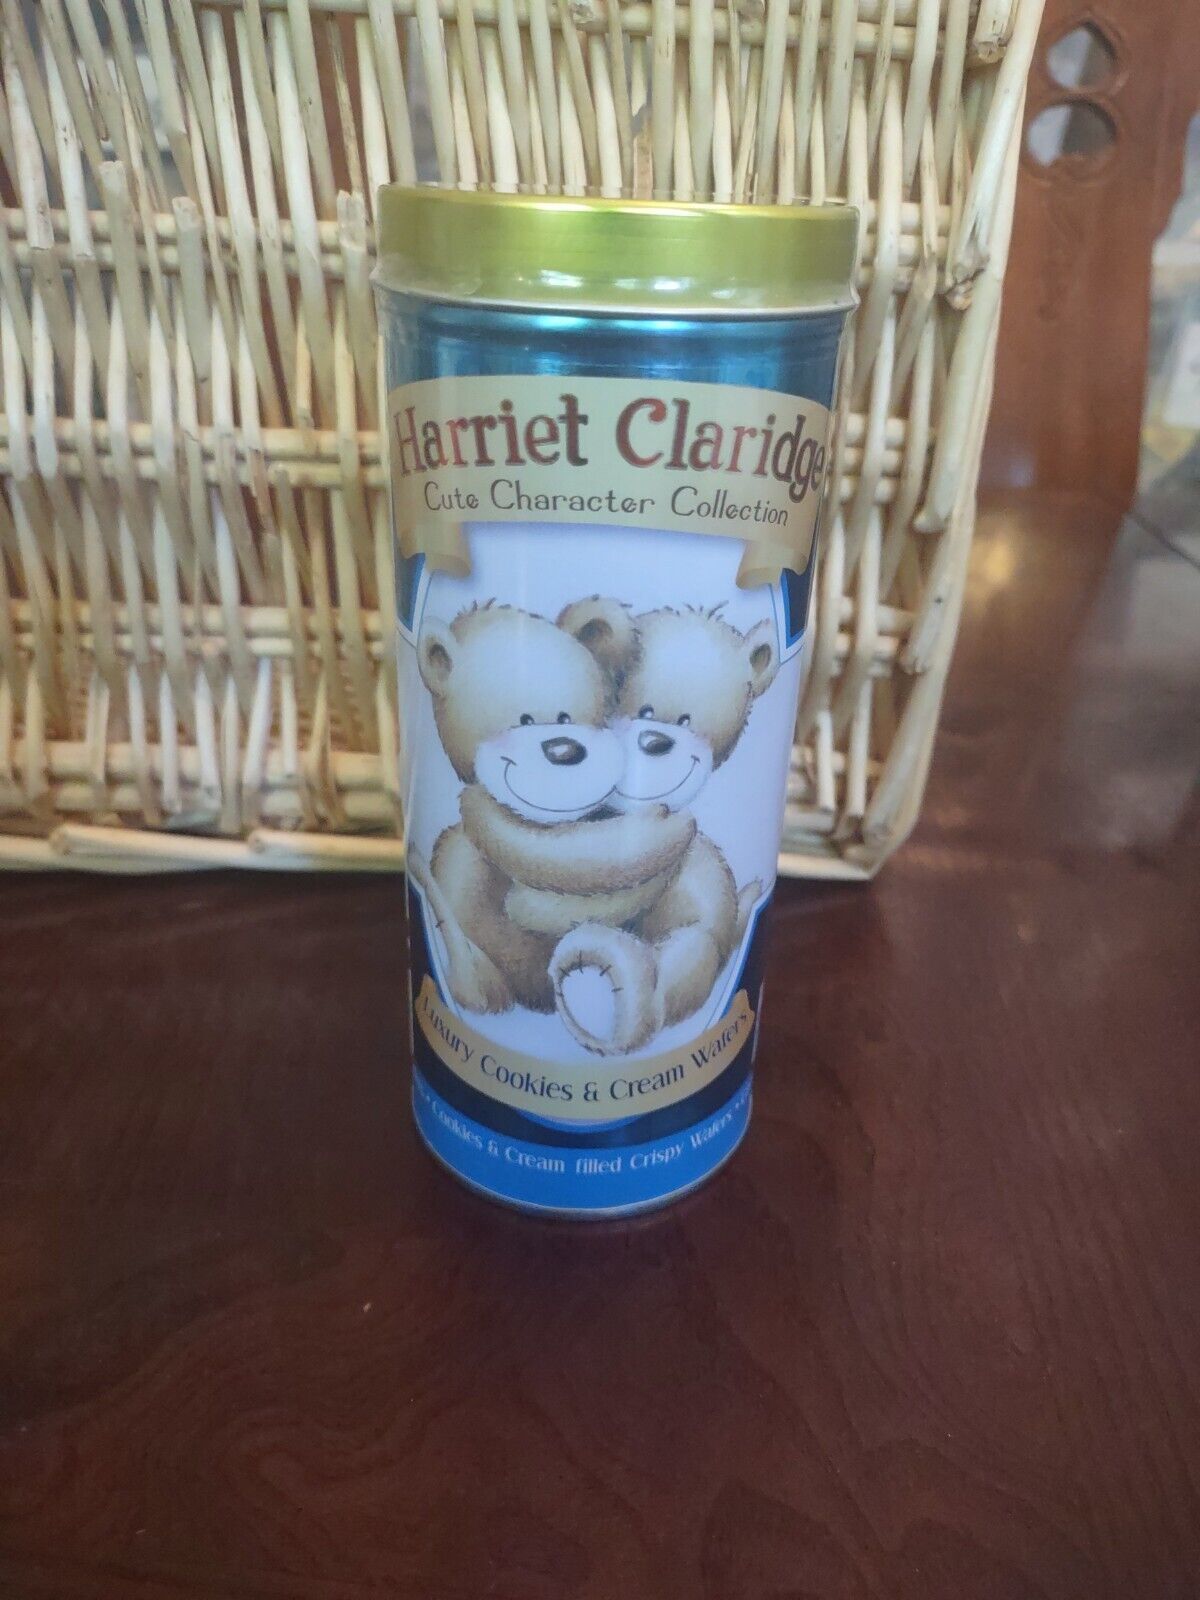 Harriet Claridge
Cute Character Collection
Luxury Cookies & Cream Wafers
• Cookies & Cream filled Crispy Wafers •